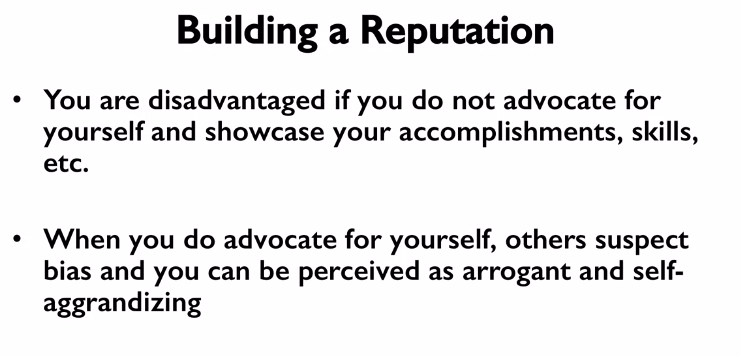 Building a Reputation
• You are disadvantaged if you do not advocate for
yourself and showcase your accomplishments, skills,
etc.
• When you do advocate for yourself, others suspect
bias and you can be perceived as arrogant and self-
aggrandizing